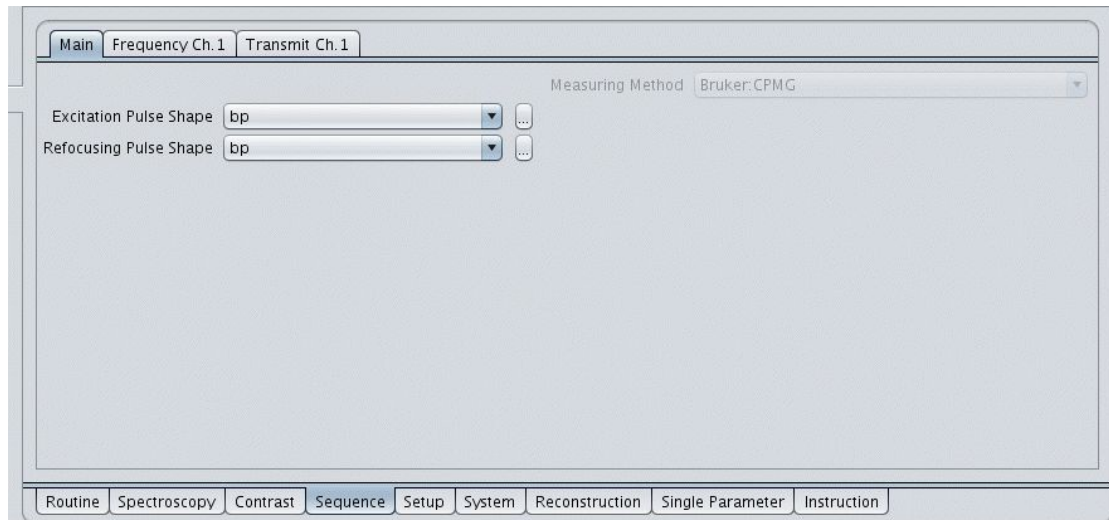 Main Frequency Ch.1 Transmit Ch.1
Measuring Method Bruker:CPMG
Excitation Pulse Shape bp ...
Refocusing Pulse Shape bp ...
Routine Spectroscopy Contrast Sequence Setup System Reconstruction Single Parameter Instruction